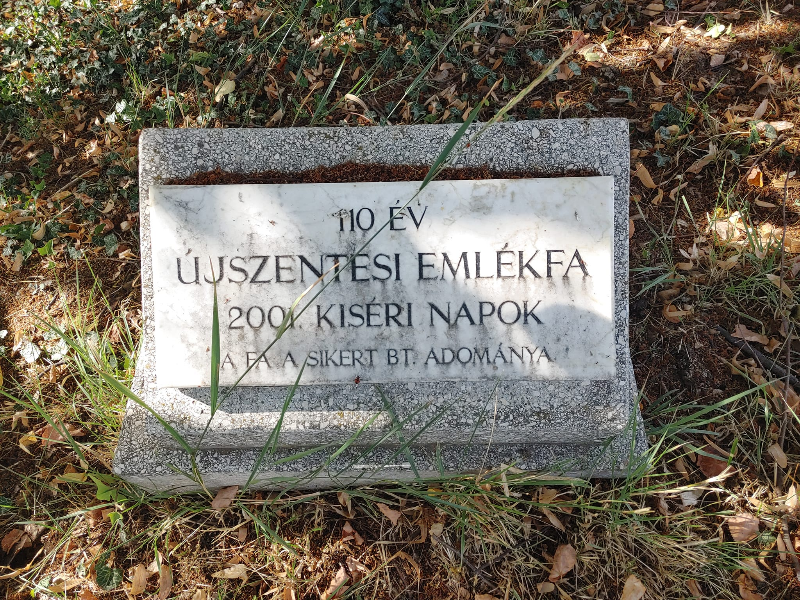 110 ÉV
ÚJSZENTESI EMLÉKFA
2001. KISÉRI NAPOK
A FA A SIKERT BT. ADOMÁNYA